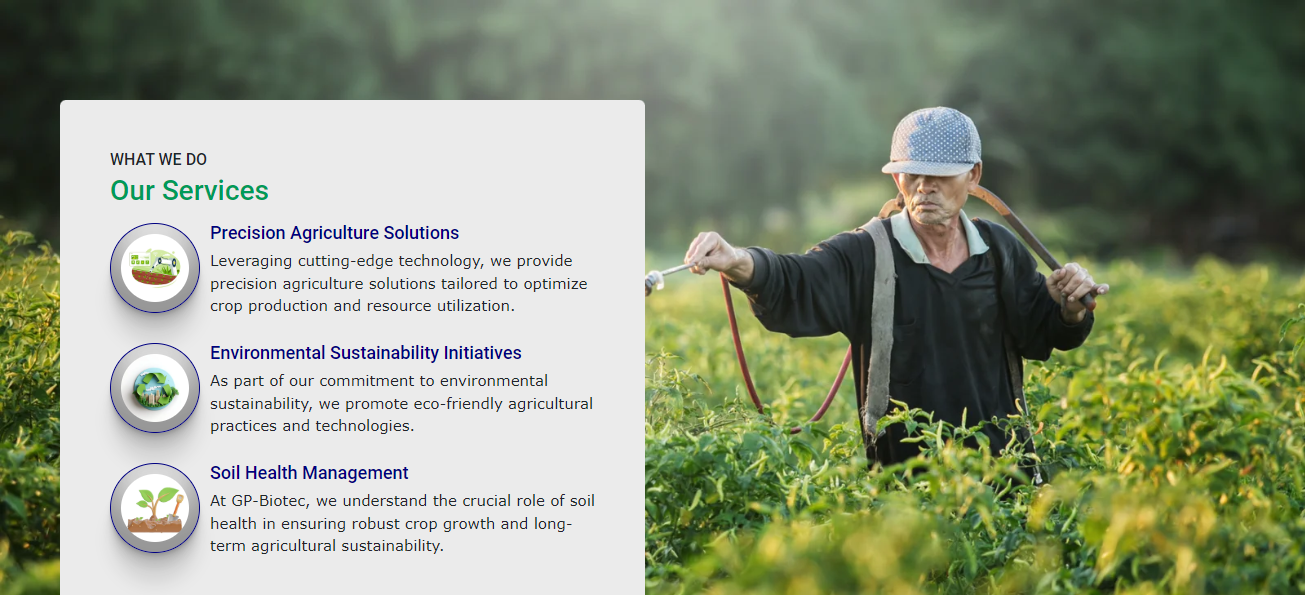 WHAT WE DO
Our Services
Precision Agriculture Solutions
Leveraging cutting-edge technology, we provide
precision agriculture solutions tailored to optimize
crop production and resource utilization.
Environmental Sustainability Initiatives
As part of our commitment to environmental
sustainability, we promote eco-friendly agricultural
practices and technologies.
Soil Health Management
At GP-Biotec, we understand the crucial role of soil
health in ensuring robust crop growth and long-
term agricultural sustainability.